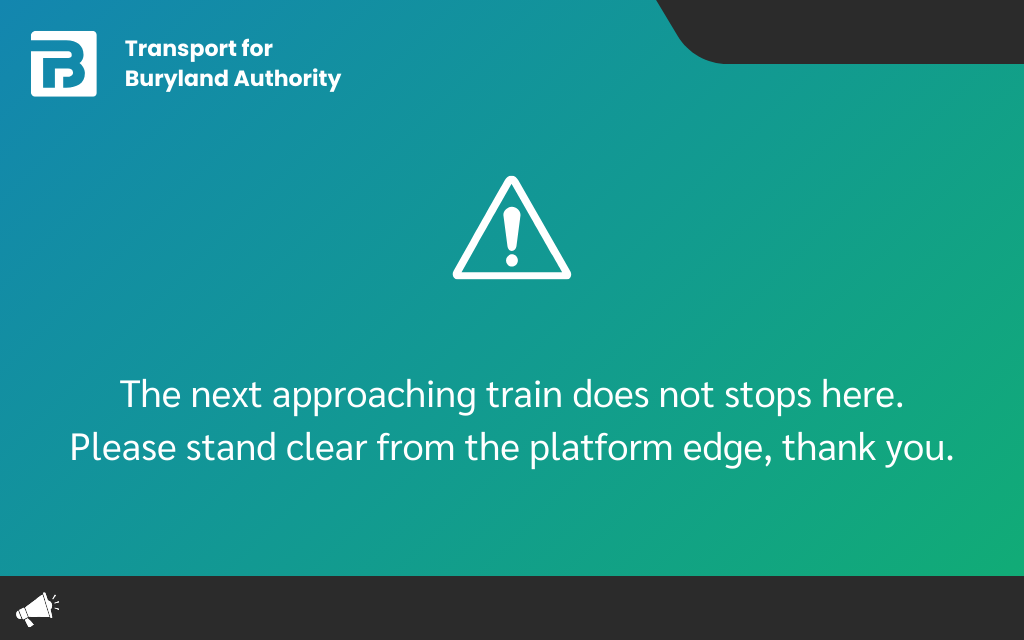 Transport for
Buryland Authority
The next approaching train does not stops here.
Please stand clear from the platform edge, thank you.